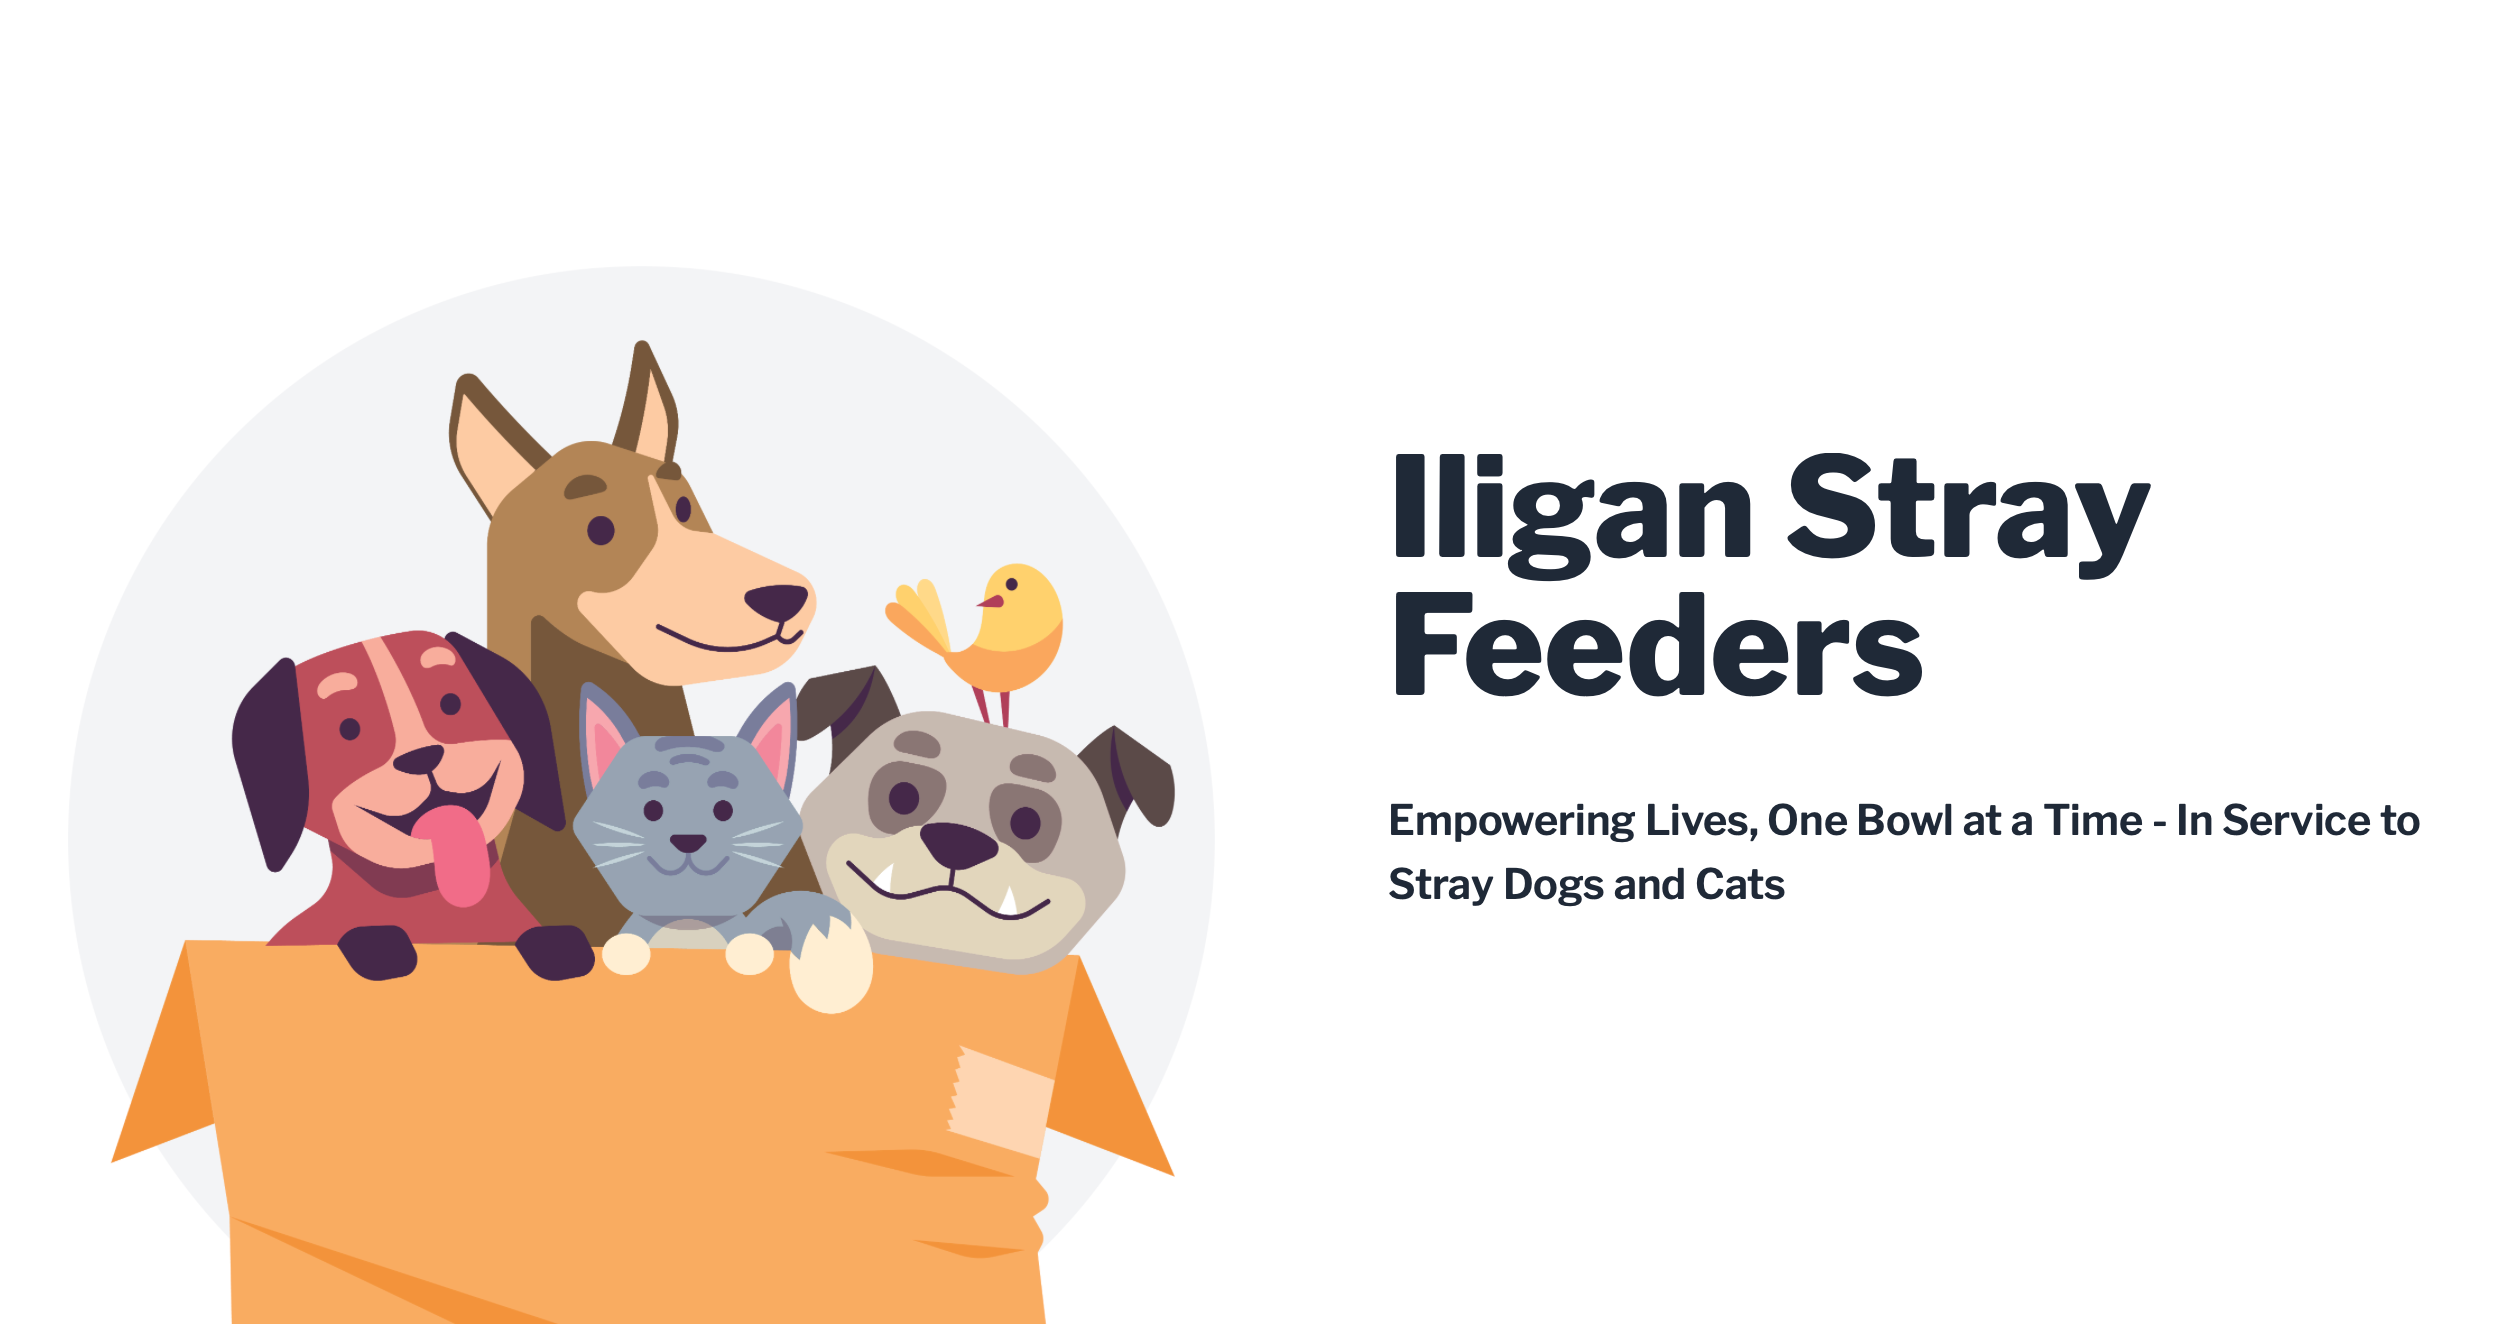 Iligan Stray
Feeders
Empowering Lives, One Bowl at a Time - In Service to
Stray Dogs and Cats